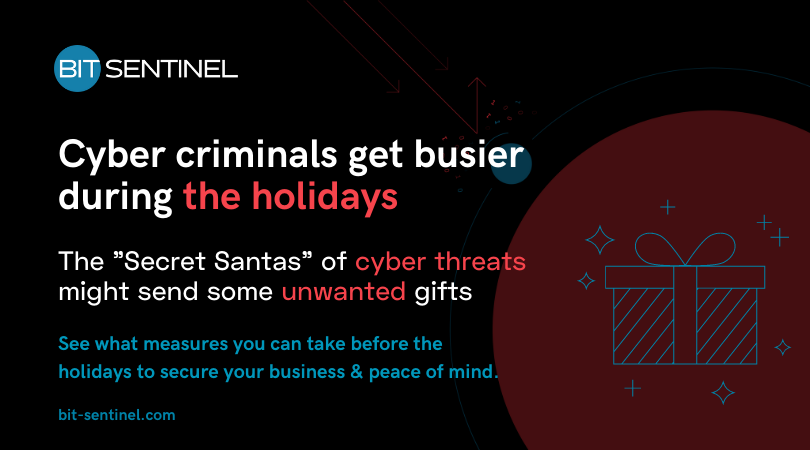 BIT SENTINEL
Cyber criminals get busier
during the holidays
The ”Secret Santas” of cyber threats
might send some unwanted gifts
See what measures you can take before the
holidays to secure your business & peace of mind.
bit-sentinel.com